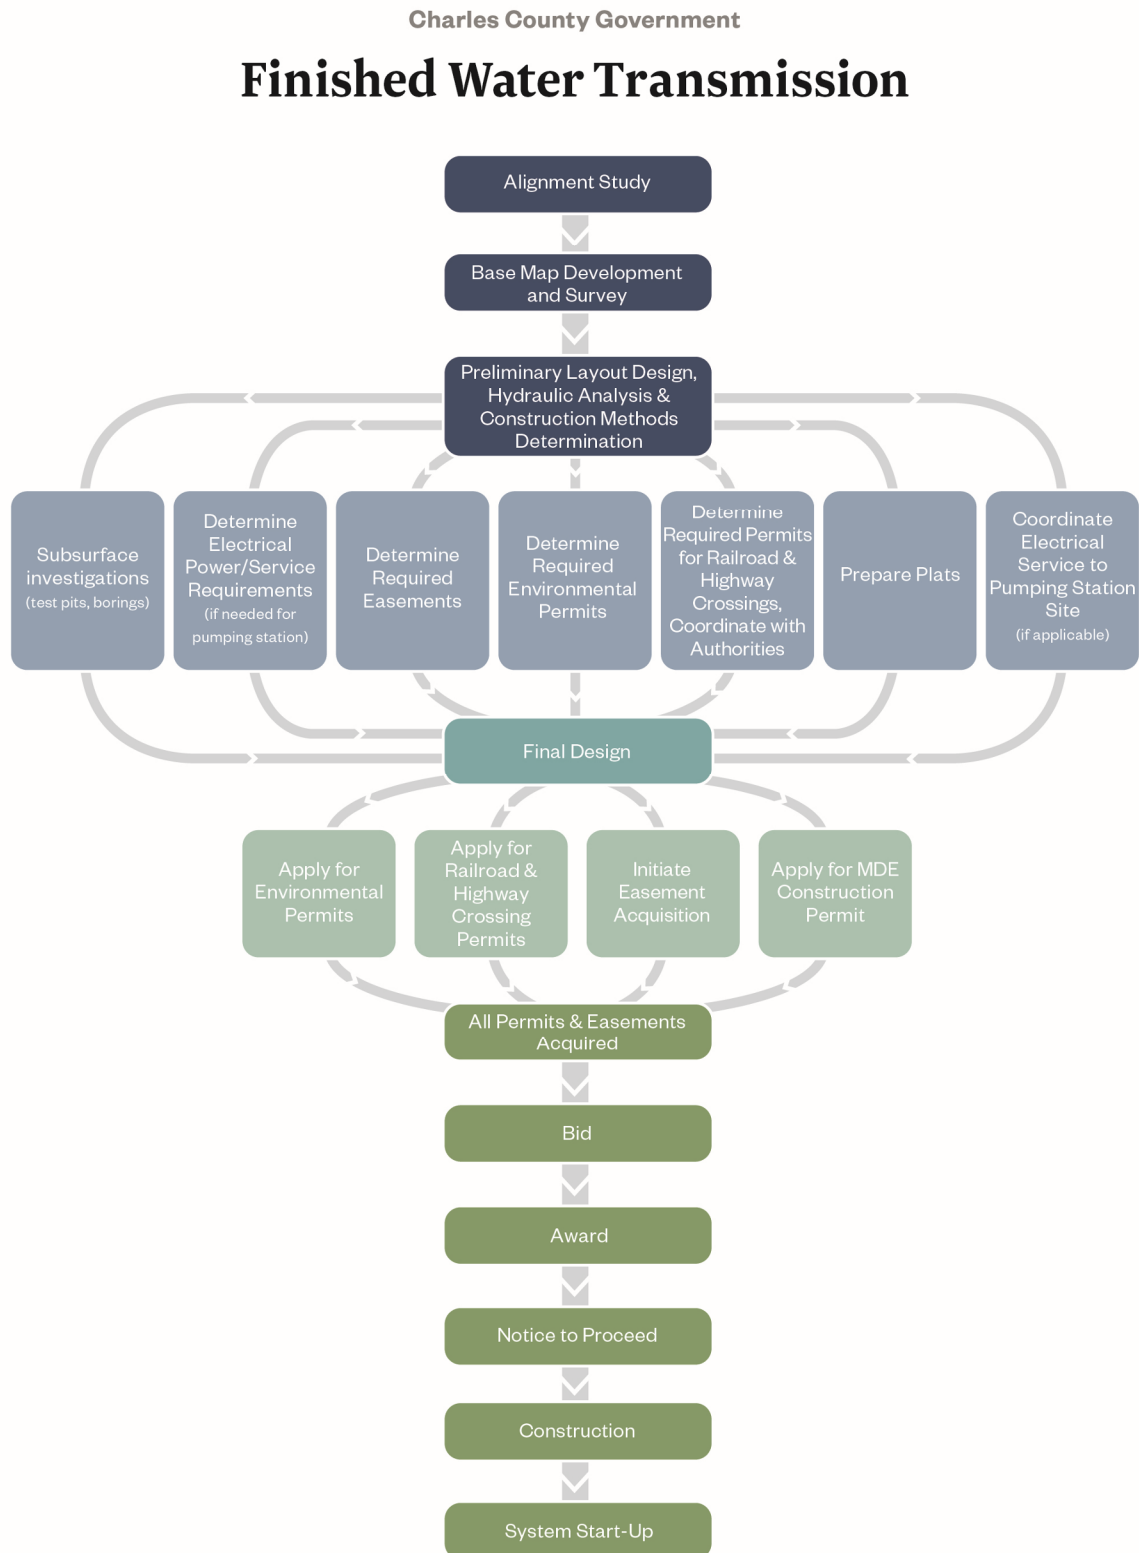 Charles County Government
Finished Water Transmission
Alignment Study
Base Map Development
and Survey
Preliminary Layout Design,
Hydraulic Analysis &
Construction Methods
Determination
Subsurface
investigations
(test pits, borings)
Determine
Electrical
Power/Service
Requirements
(if needed for
pumping station)
Determine
Required
Easements
Determine
Required
Environmental
Permits
Determine
Required Permits
for Railroad &
Highway
Crossings,
Coordinate with
Authorities
Prepare Plats
Coordinate
Electrical
Service to
Pumping Station
Site
(if applicable)
Final Design
Apply for
Environmental
Permits
Apply for
Railroad &
Highway
Crossing
Permits
Initiate
Easement
Acquisition
Apply for MDE
Construction
Permit
All Permits & Easements
Acquired
Bid
Award
Notice to Proceed
Construction
System Start-Up